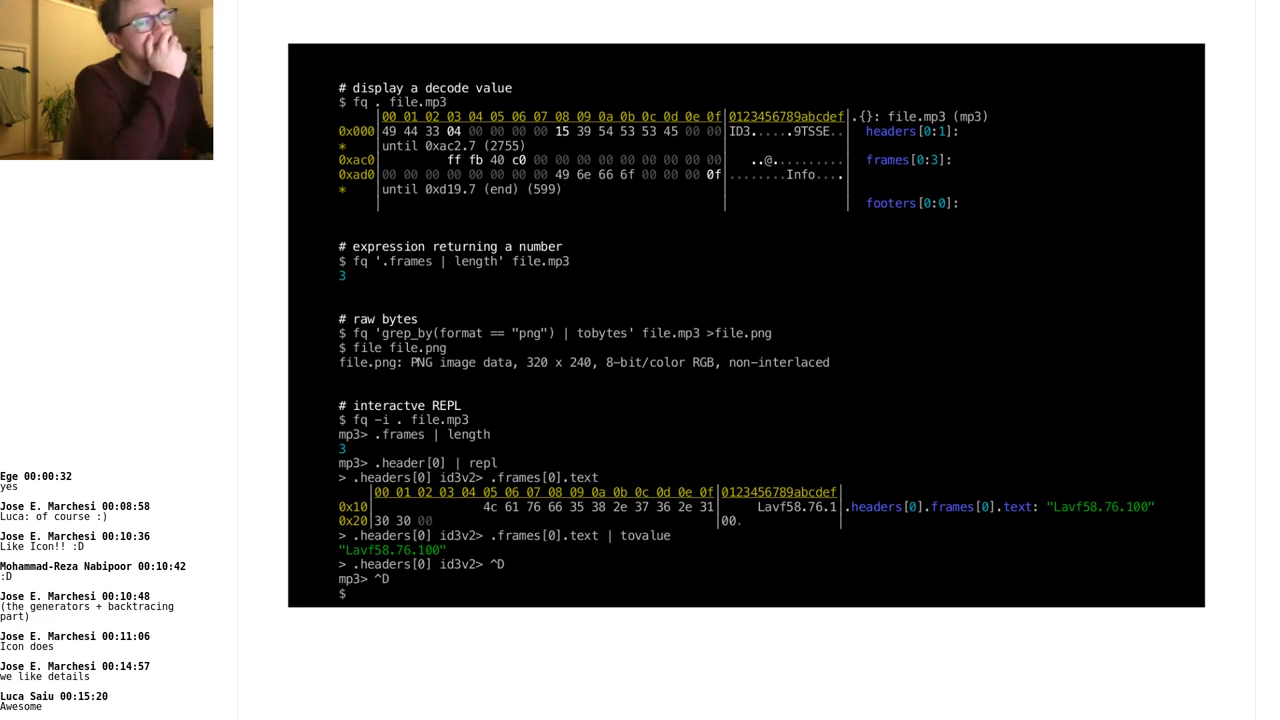 # display a decode value
$ fq . file.mp3
00 01 02 03 04 05 06 07 08 09 0a 0b 0c 0d 0e 0f|0123456789abcdef|.{}: file.mp3 (mp3)
0x000|49 44 33 04 00 00 00 00 15 39 54 53 53 45 00 00|ID3.....9TSSE..| headers[0:1]:
* |until 0xac2.7 (2755)
0xac0| ff fb 40 c0 00 00 00 00 00 00 00 00 00 00| ..@..........| frames[0:3]:
0xad0|00 00 00 00 00 00 00 00 49 6e 66 6f 00 00 00 0f|........Info....|
* |until 0xd19.7 (end) (599)
footers[0:0]:
# expression returning a number
$ fq '.frames | length' file.mp3
3
# raw bytes
$ fq 'grep_by(format == "png") | tobytes' file.mp3 >file.png
$ file file.png
file.png: PNG image data, 320 x 240, 8-bit/color RGB, non-interlaced
# interactve REPL
$ fq -i . file.mp3
mp3> .frames | length
3
mp3> .header[0] | repl
> .headers[0] id3v2> .frames[0].text
|00 01 02 03 04 05 06 07 08 09 0a 0b 0c 0d 0e 0f|0123456789abcdef|
0x10| 4c 61 76 66 35 38 2e 37 36 2e 31| Lavf58.76.1|.headers[0].frames[0].text: "Lavf58.76.100"
0x20|30 30 00 |00. |
> .headers[0] id3v2> .frames[0].text | tovalue
"Lavf58.76.100"
> .headers[0] id3v2> ^D
mp3> ^D
$
Ege 00:00:32
yes
Jose E. Marchesi 00:08:58
Luca: of course :)
Jose E. Marchesi 00:10:36
Like Icon!! :D
Mohammad-Reza Nabipoor 00:10:42
:D
Jose E. Marchesi 00:10:48
(the generators + backtracing
part)
Jose E. Marchesi 00:11:06
Icon does
Jose E. Marchesi 00:14:57
we like details
Luca Saiu 00:15:20
Awesome